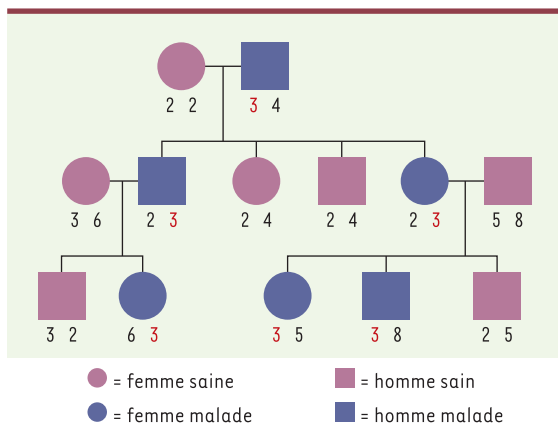 2 2 3 4
3 6 2 3 2 4 2 4 2 3 5 8
3 2 6 3 3 5 3 8 2 5
= femme saine = homme sain
= femme malade = homme malade